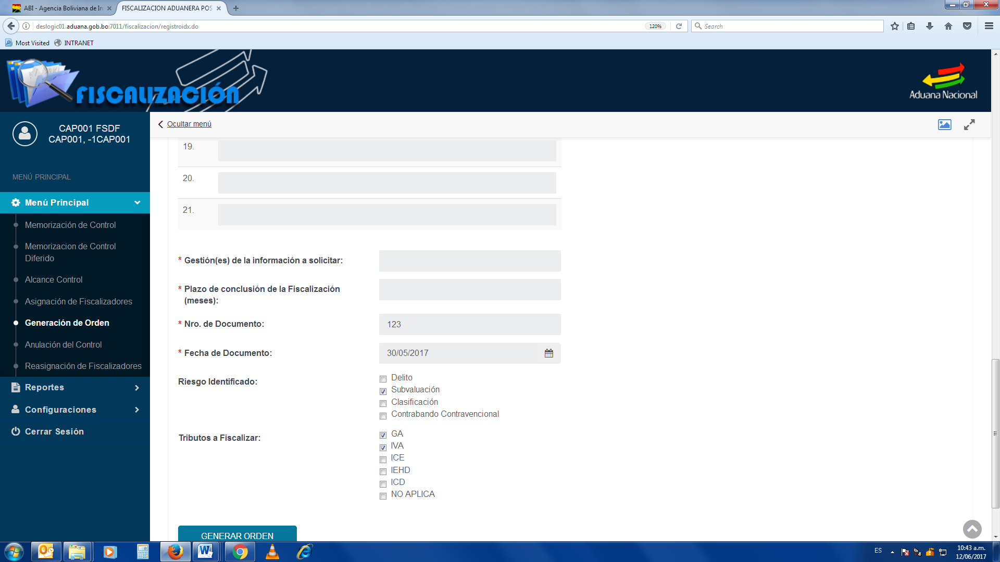 ABI - Agencia Boliviana de In
FISCALIZACION ADUANERA POS
deslogic01.aduana.gob.bo:7011/fiscalizacion/registroidx.do
120%
Search
Most Visited
INTRANET
FISCALIZACIÓN
Aduana Nacional
CAP001 FSDF
CAP001, -1CAP001
Ocultar menú
MENÚ PRINCIPAL
Menú Principal
Memorización de Control
Memorizacion de Control
Diferido
Alcance Control
Asignación de Fiscalizadores
Generación de Orden
Anulación del Control
Reasignación de Fiscalizadores
Reportes
Configuraciones
Cerrar Sesión
19.
20.
21.
* Gestión(es) de la información a solicitar:
* Plazo de conclusión de la Fiscalización
(meses):
* Nro. de Documento:
123
* Fecha de Documento:
30/05/2017
Riesgo Identificado:
Delito
Subvaluación
Clasificación
Contrabando Contravencional
Tributos a Fiscalizar:
GA
IVA
ICE
IEHD
ICD
NO APLICA
GENERAR ORDEN
ES
10:43 a.m.
12/06/2017